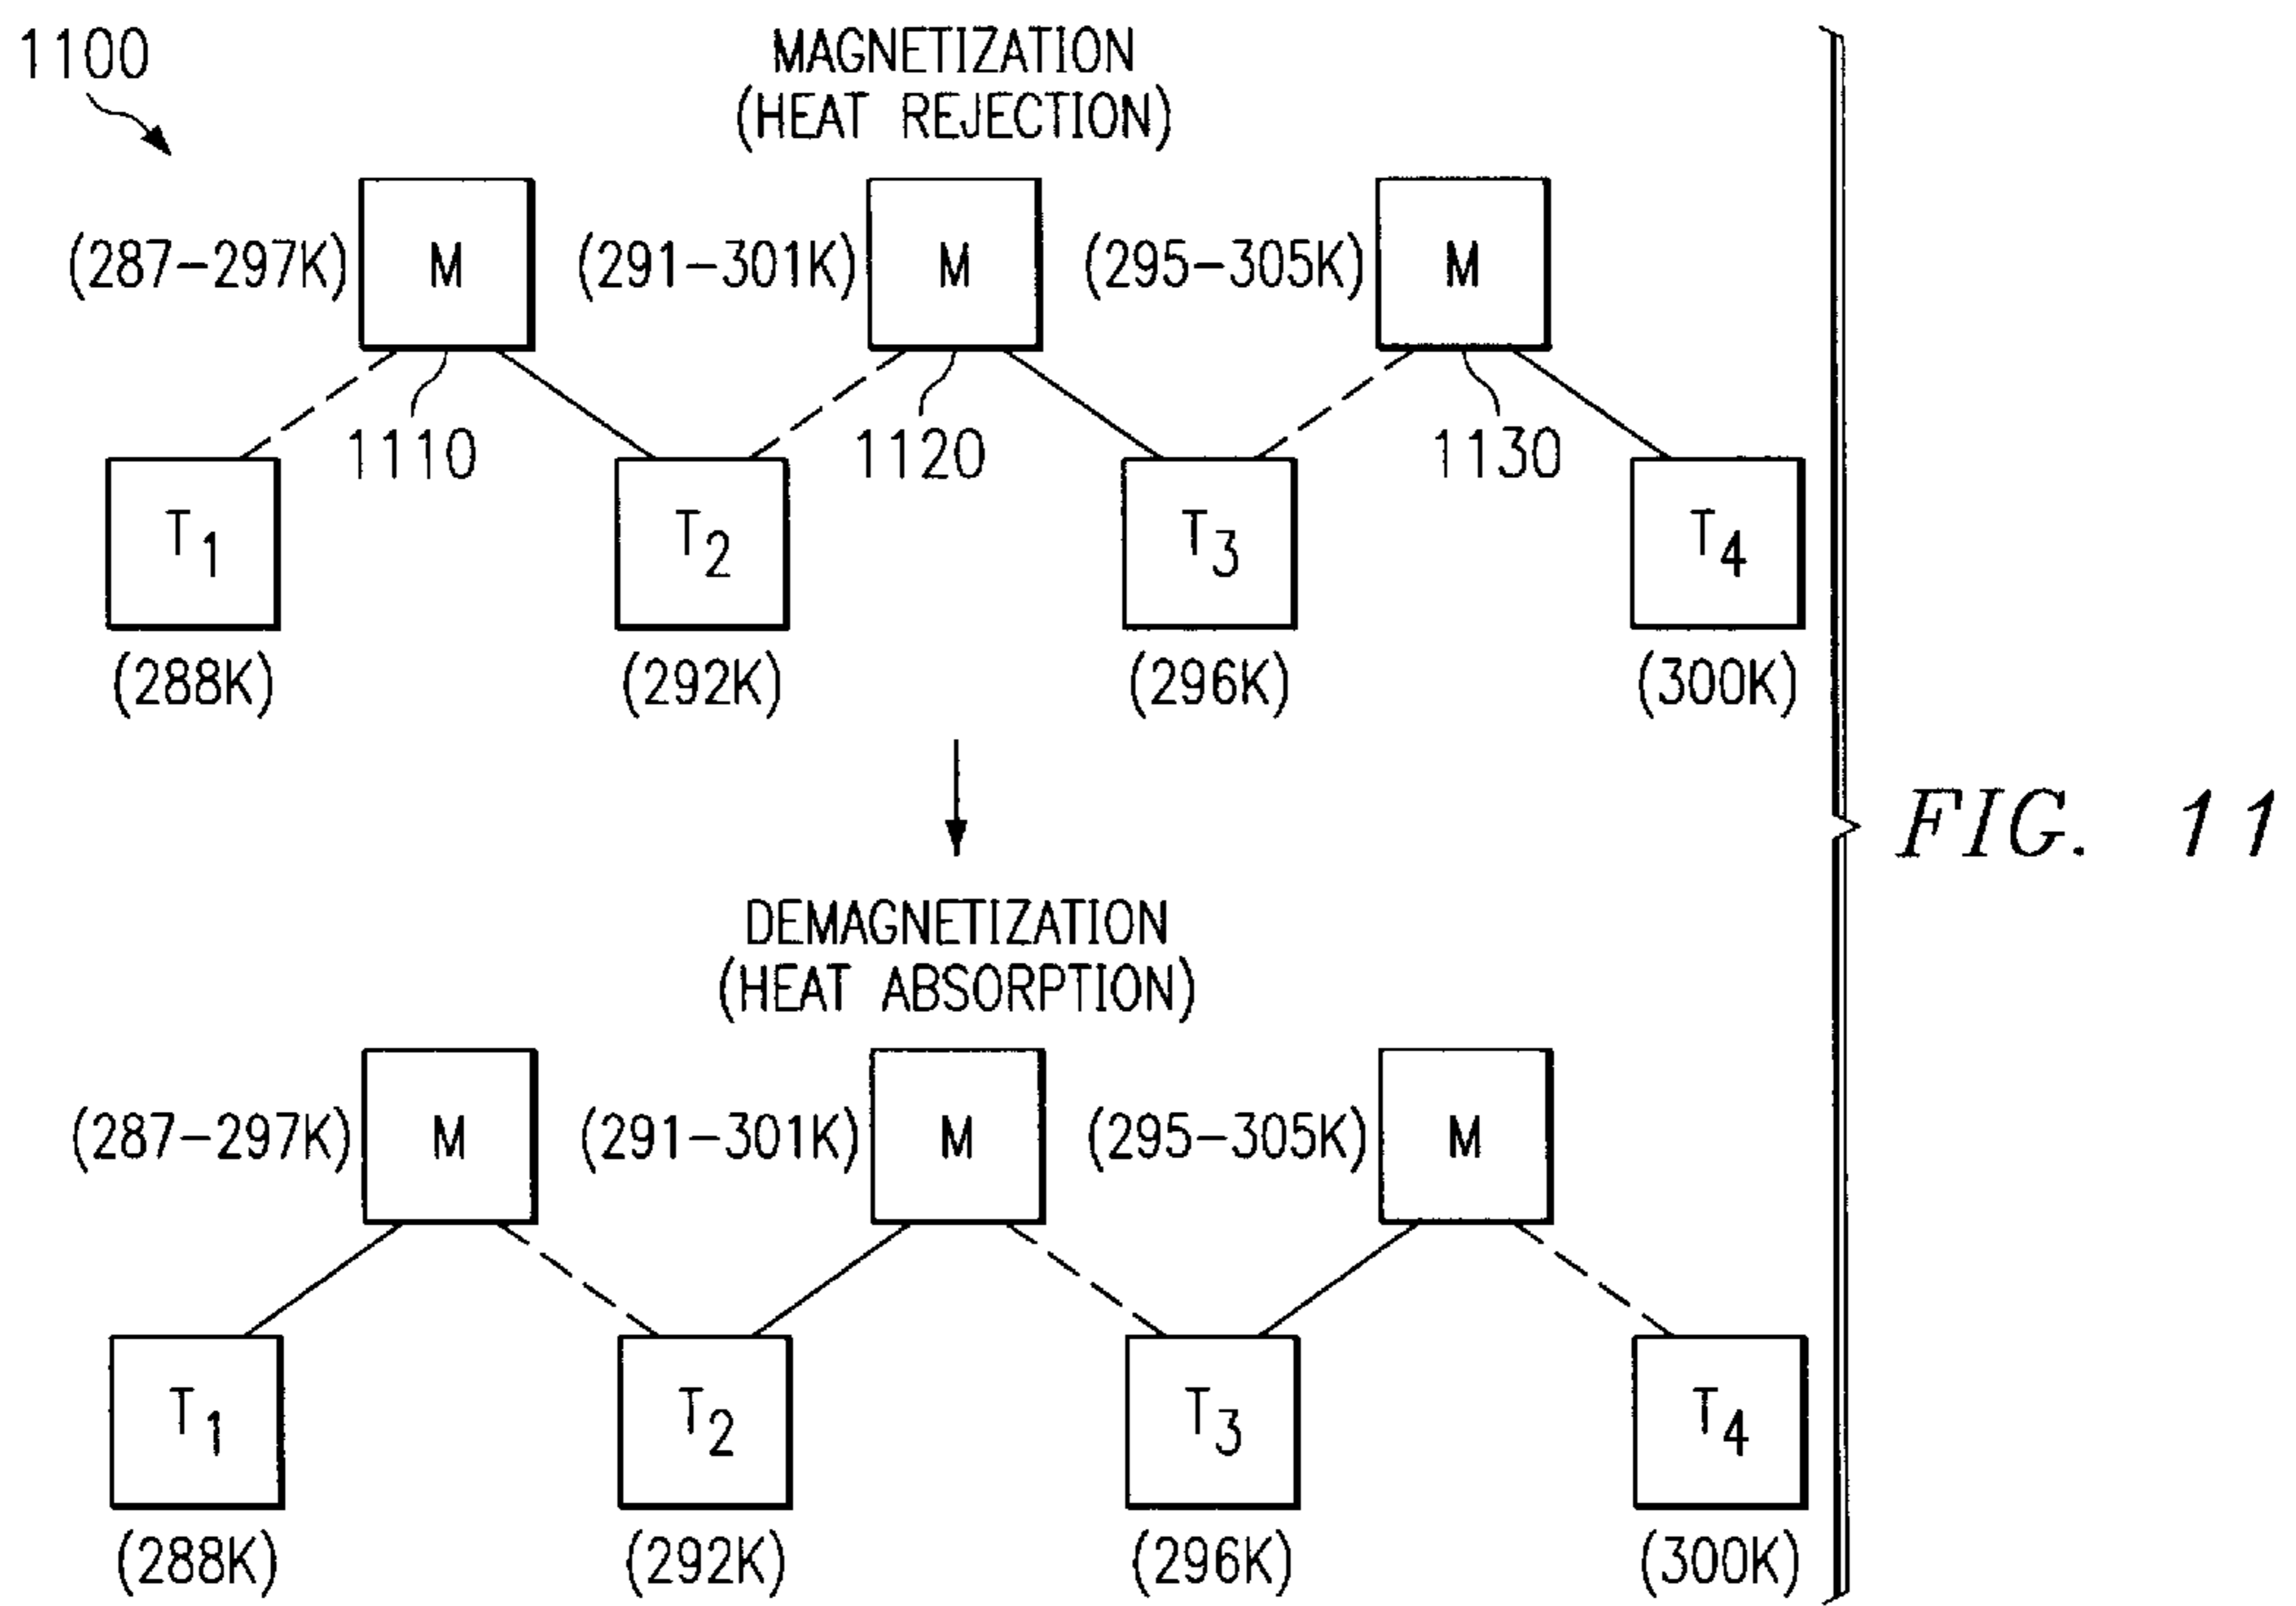 1100
MAGNETIZATION
(HEAT REJECTION)
(287-297K) M (291-301K) M (295-305K) M
1110 1120 1130
T1 T2 T3 T4
(288K) (292K) (296K) (300K)
FIG. 11
DEMAGNETIZATION
(HEAT ABSORPTION)
(287-297K) M (291-301K) M (295-305K) M
T1 T2 T3 T4
(288K) (292K) (296K) (300K)